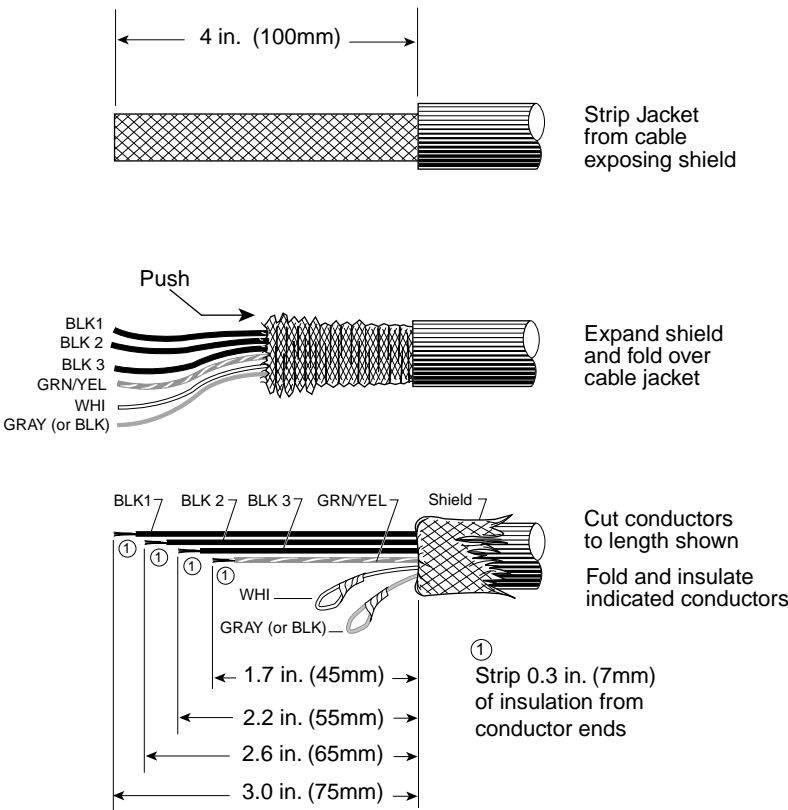 4 in. (100mm)
Strip Jacket
from cable
exposing shield
Push
BLK1
BLK 2
BLK 3
GRN/YEL
WHI
GRAY (or BLK)
Expand shield
and fold over
cable jacket
BLK1 BLK 2 BLK 3 GRN/YEL Shield
① ① ① ①
WHI
GRAY (or BLK)
Cut conductors
to length shown
Fold and insulate
indicated conductors
①
Strip 0.3 in. (7mm)
of insulation from
conductor ends
1.7 in. (45mm)
2.2 in. (55mm)
2.6 in. (65mm)
3.0 in. (75mm)